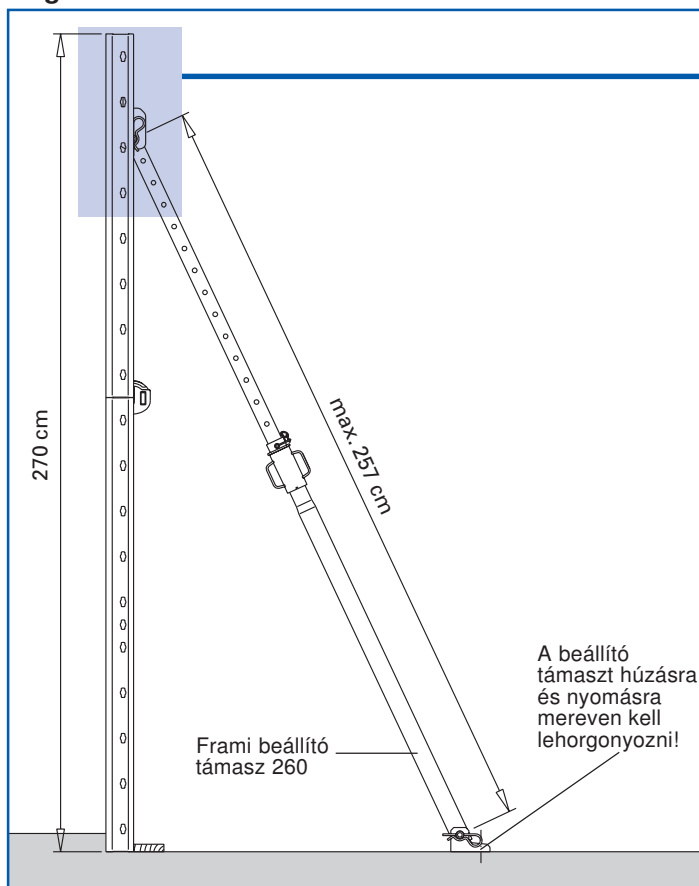 270 cm
max. 257 cm
Frami beállító
támasz 260
A beállító
támaszt húzásra
és nyomásra
mereven kell
lehorgonyozni!